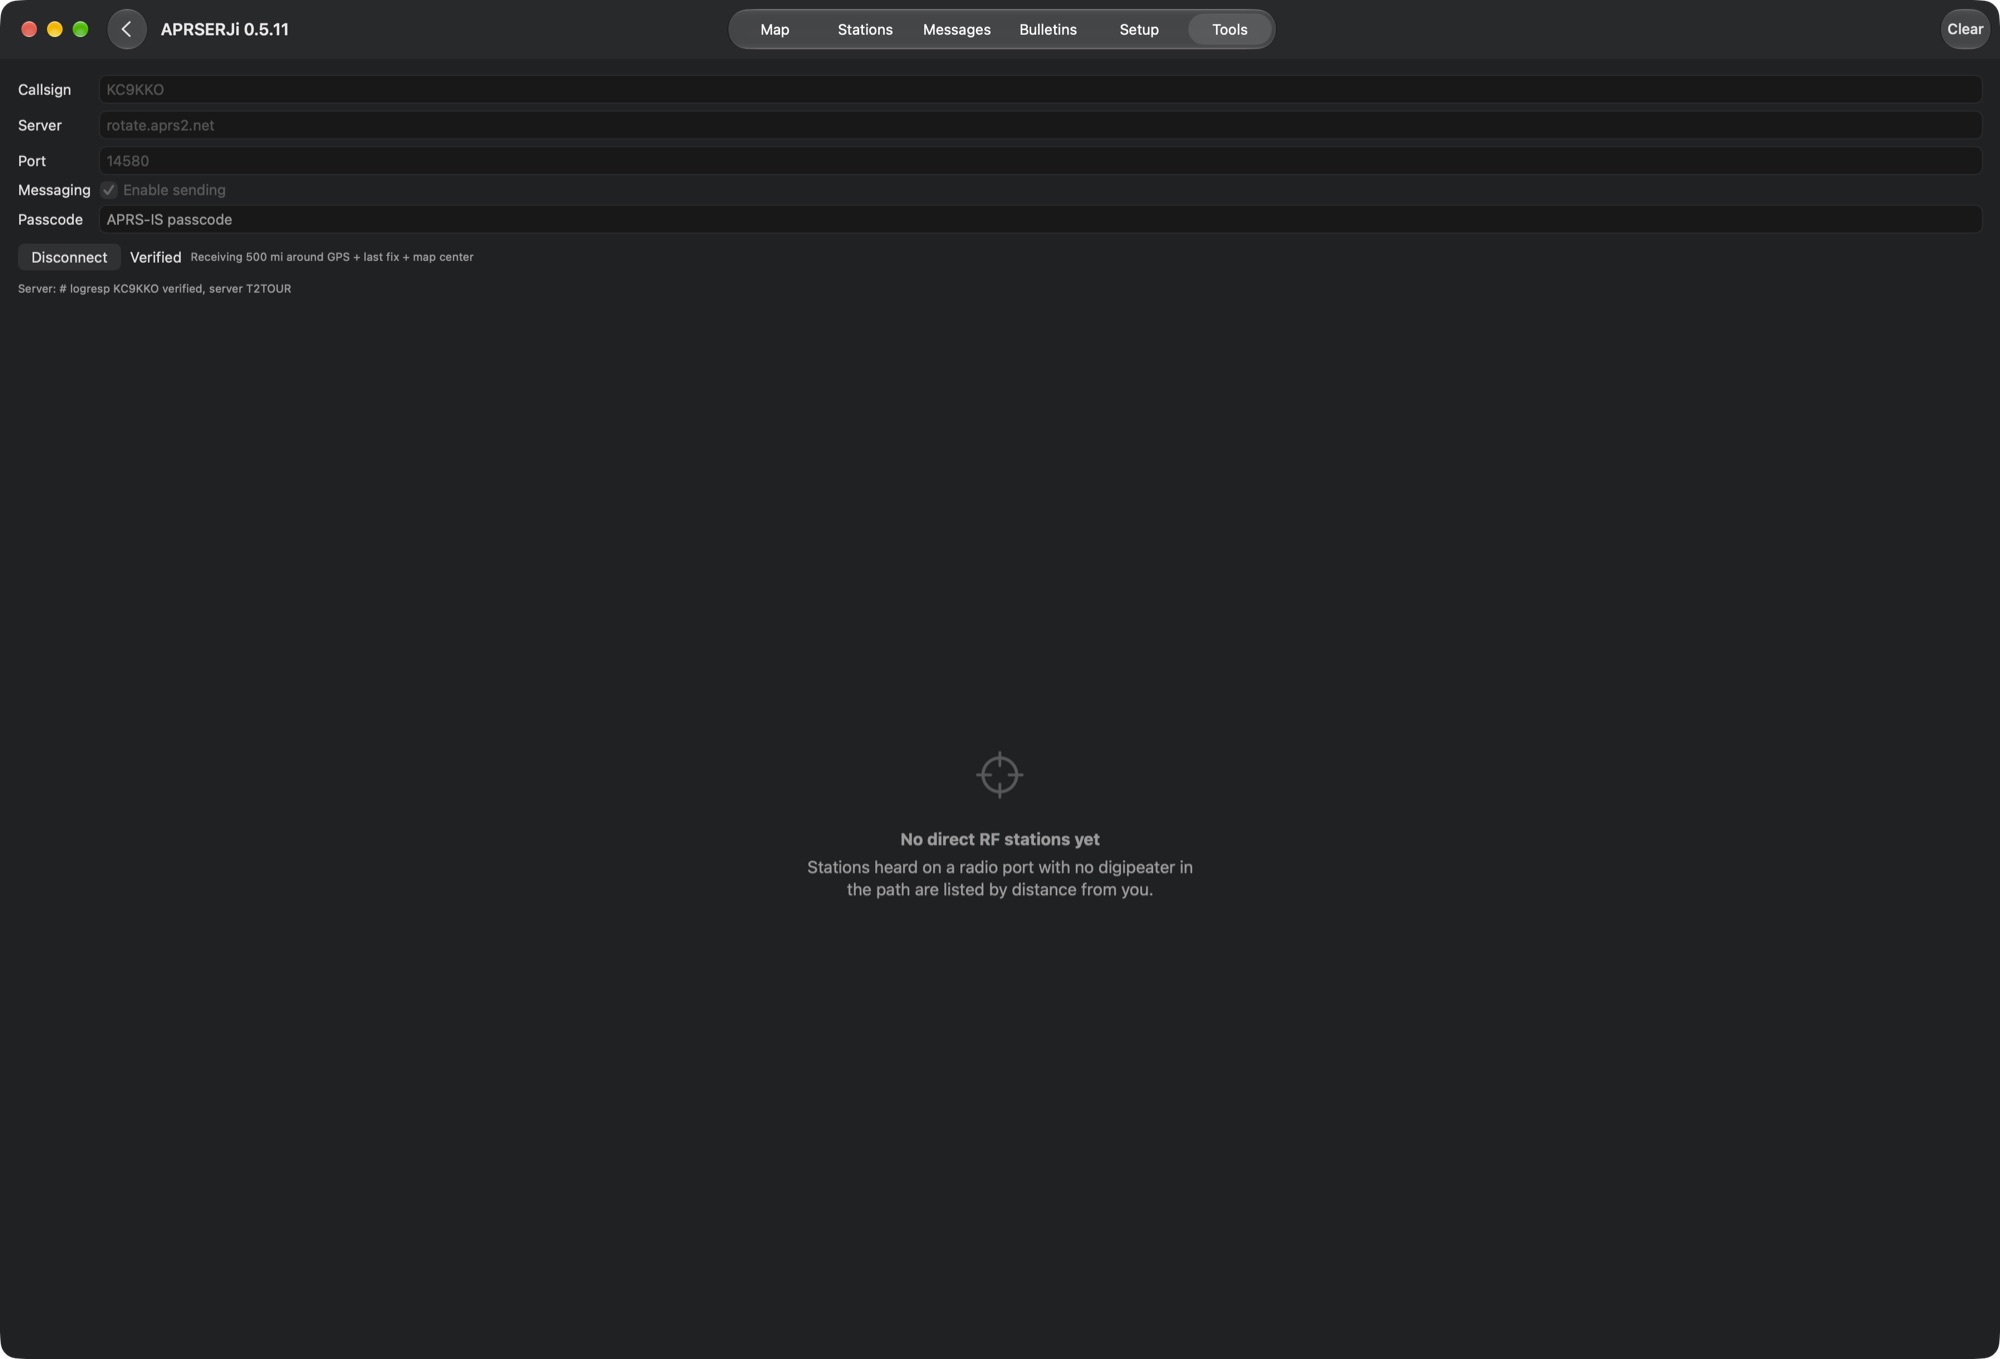 APRSERJi 0.5.11
Map Stations Messages Bulletins Setup Tools
Clear
Callsign KC9KKO
Server rotate.aprs2.net
Port 14580
Messaging Enable sending
Passcode APRS-IS passcode
Disconnect Verified Receiving 500 mi around GPS + last fix + map center
Server: # logresp KC9KKO verified, server T2TOUR
No direct RF stations yet
Stations heard on a radio port with no digipeater in
the path are listed by distance from you.